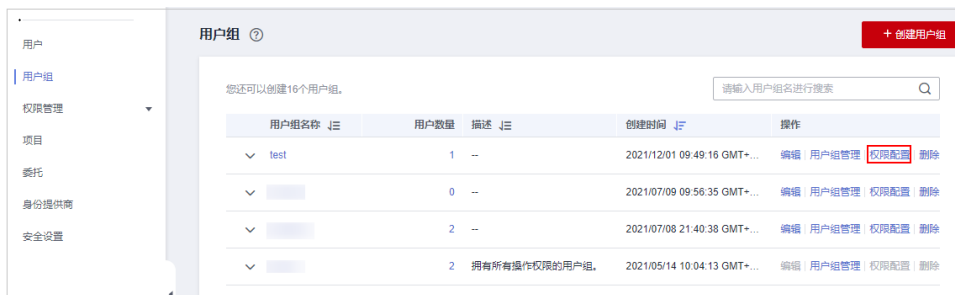 用户
用户组
权限管理
项目
委托
身份提供商
安全设置
用户组
+ 创建用户组
您还可以创建16个用户组。
请输入用户组名进行搜索
用户组名称 用户数量 描述 创建时间 操作
test 1 -- 2021/12/01 09:49:16 GMT+... 编辑 | 用户组管理 | 权限配置 | 删除
0 -- 2021/07/09 09:56:35 GMT+... 编辑 | 用户组管理 | 权限配置 | 删除
2 -- 2021/07/08 21:40:38 GMT+... 编辑 | 用户组管理 | 权限配置 | 删除
2 拥有所有操作权限的用户组。 2021/05/14 10:04:13 GMT+... 编辑 | 用户组管理 | 权限配置 | 删除